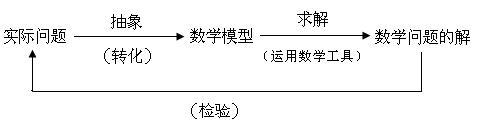 抽象
求解
实际问题
数学模型
数学问题的解
（转化）
（运用数学工具）
（检验）